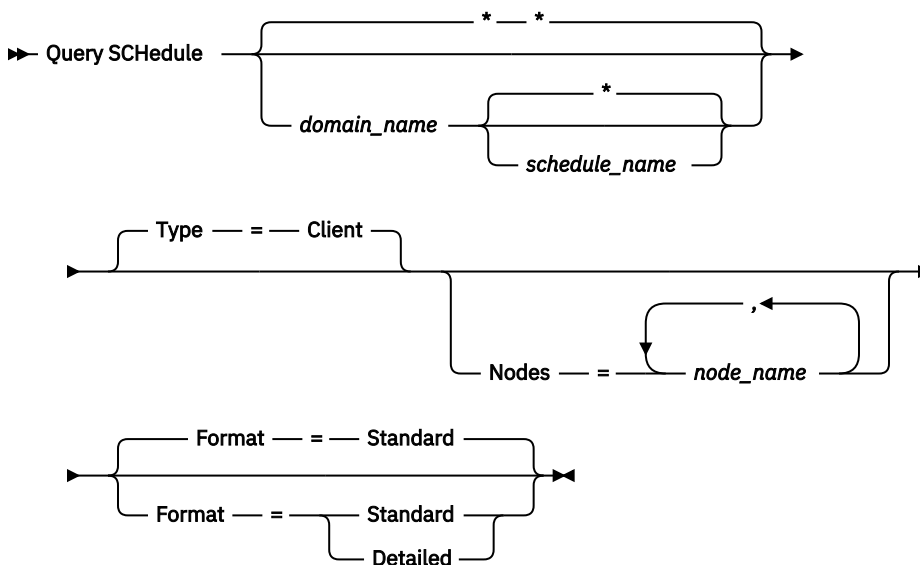 * *
Query SCHedule
*
domain_name
schedule_name
Type = Client
,
Nodes = node_name
Format = Standard
Format = Standard
Detailed